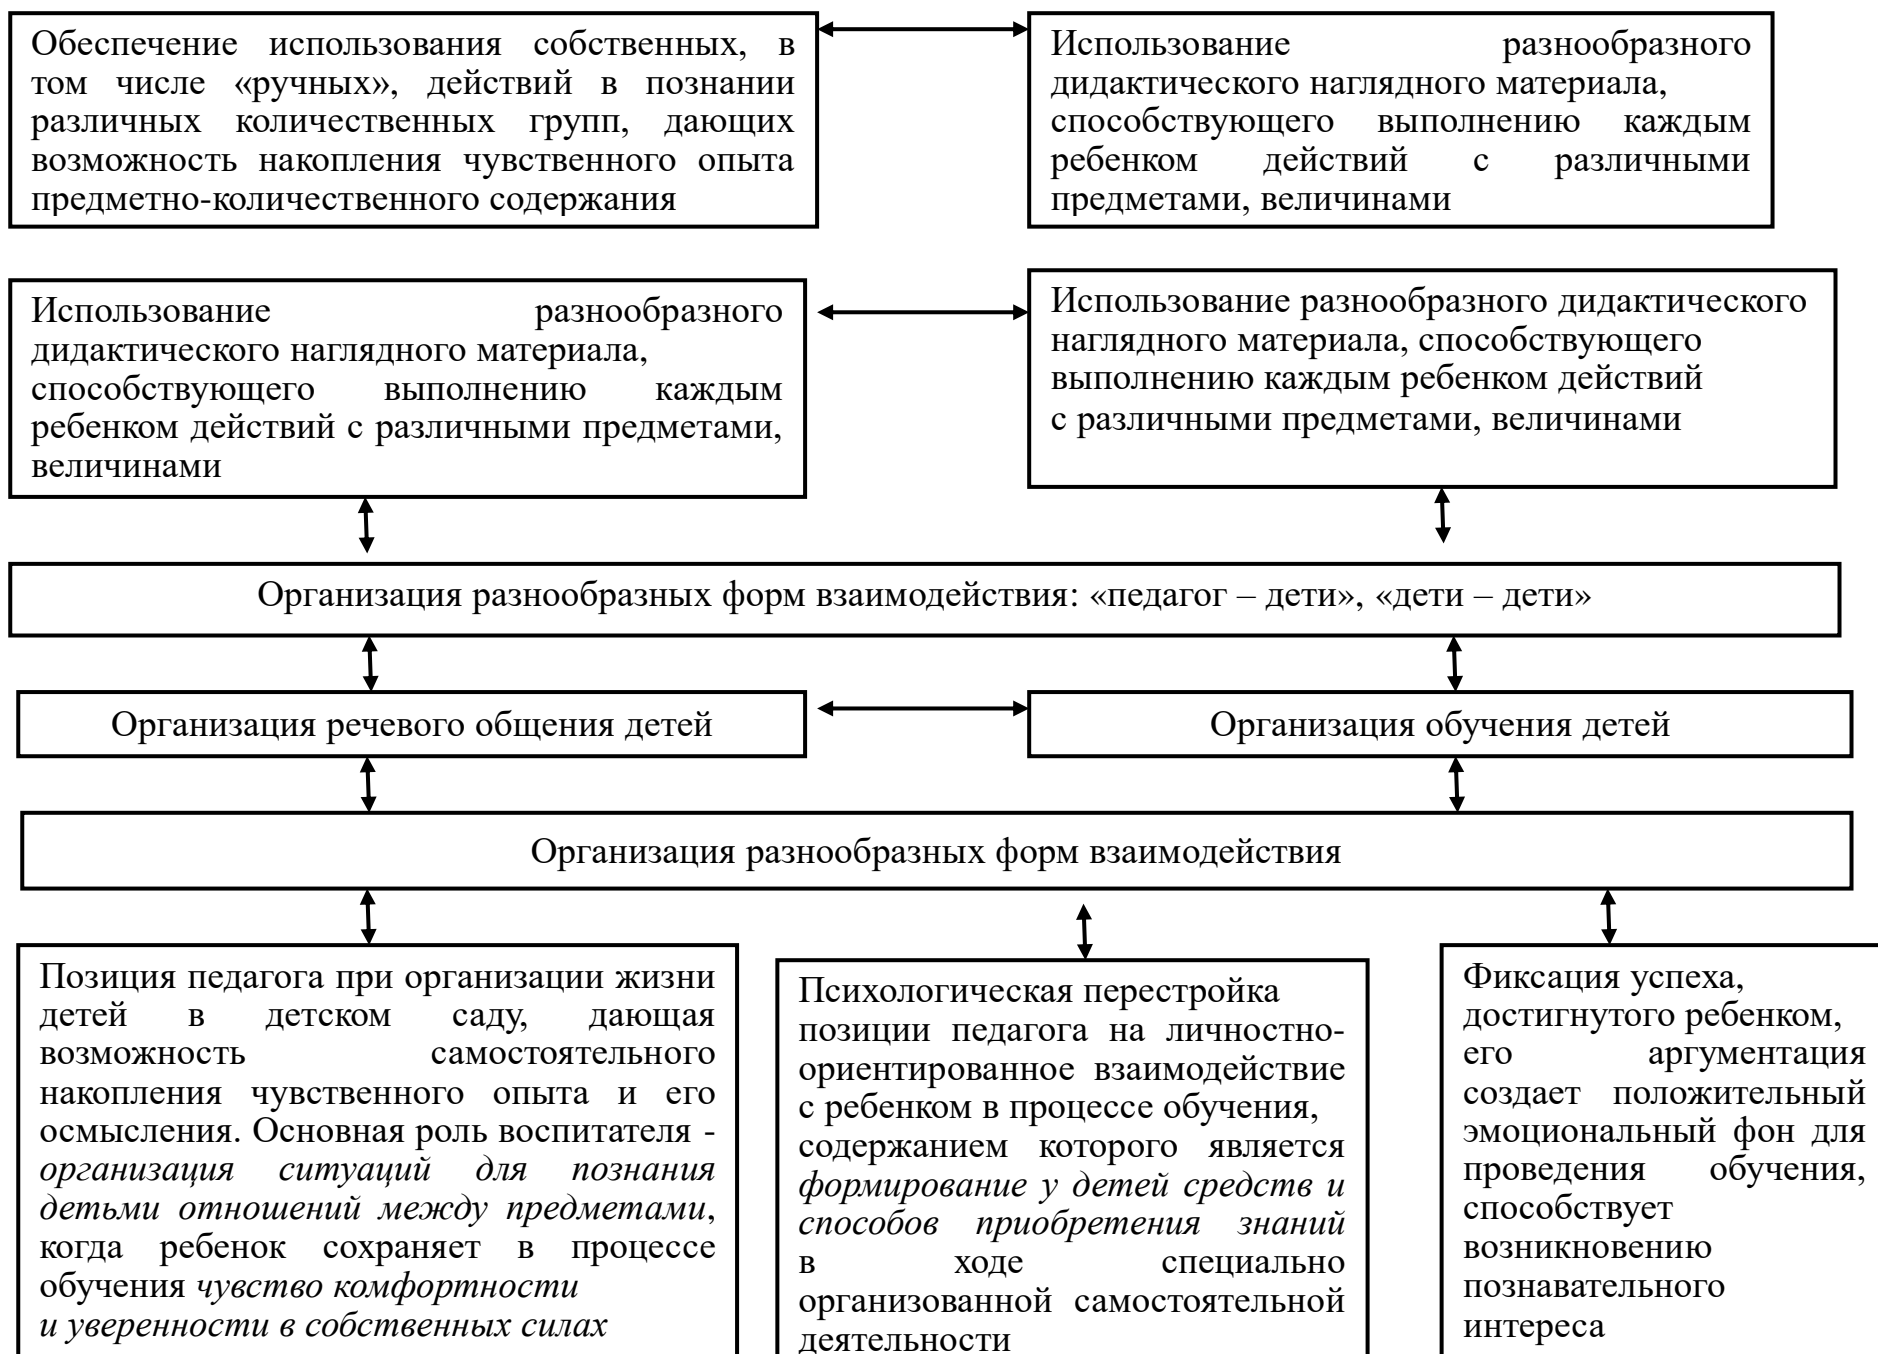 Обеспечение использования собственных, в
том числе «ручных», действий в познании
различных количественных групп, дающих
возможность накопления чувственного опыта
предметно-количественного содержания
Использование разнообразного
дидактического наглядного материала,
способствующего выполнению каждым
ребенком действий с различными
предметами, величинами
Использование разнообразного
дидактического наглядного материала,
способствующего выполнению каждым
ребенком действий с различными предметами,
величинами
Использование разнообразного дидактического
наглядного материала, способствующего
выполнению каждым ребенком действий
с различными предметами, величинами
Организация разнообразных форм взаимодействия: «педагог – дети», «дети – дети»
Организация речевого общения детей
Организация обучения детей
Организация разнообразных форм взаимодействия
Позиция педагога при организации жизни
детей в детском саду, дающая
возможность самостоятельного
накопления чувственного опыта и его
осмысления. Основная роль воспитателя -
организация ситуаций для познания
детьми отношений между предметами,
когда ребенок сохраняет в процессе
обучения чувство комфортности
и уверенности в собственных силах
Психологическая перестройка
позиции педагога на личностно-
ориентированное взаимодействие
с ребенком в процессе обучения,
содержанием которого является
формирование у детей средств и
способов приобретения знаний
в ходе специально
организованной самостоятельной
деятельности
Фиксация успеха,
достигнутого ребенком,
его аргументация
создает положительный
эмоциональный фон для
проведения обучения,
способствует
возникновению
познавательного
интереса